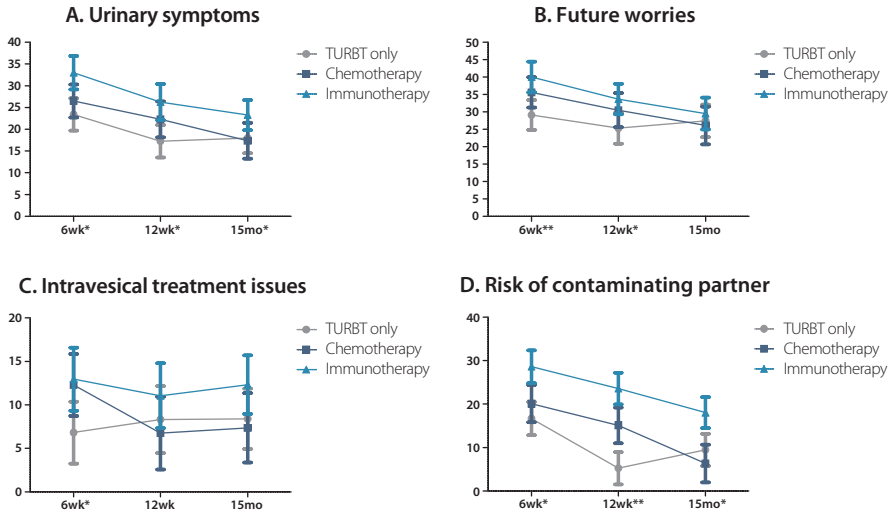 A. Urinary symptoms
40
35
30
25
20
15
10
5
0
6wk*
12wk*
15mo*
TURBT only
Chemotherapy
Immunotherapy
B. Future worries
50
45
40
35
30
25
20
15
10
5
0
6wk**
12wk*
15mo
TURBT only
Chemotherapy
Immunotherapy
C. Intravesical treatment issues
20
15
10
5
0
6wk*
12wk
15mo
TURBT only
Chemotherapy
Immunotherapy
D. Risk of contaminating partner
40
30
20
10
0
6wk*
12wk**
15mo*
TURBT only
Chemotherapy
Immunotherapy